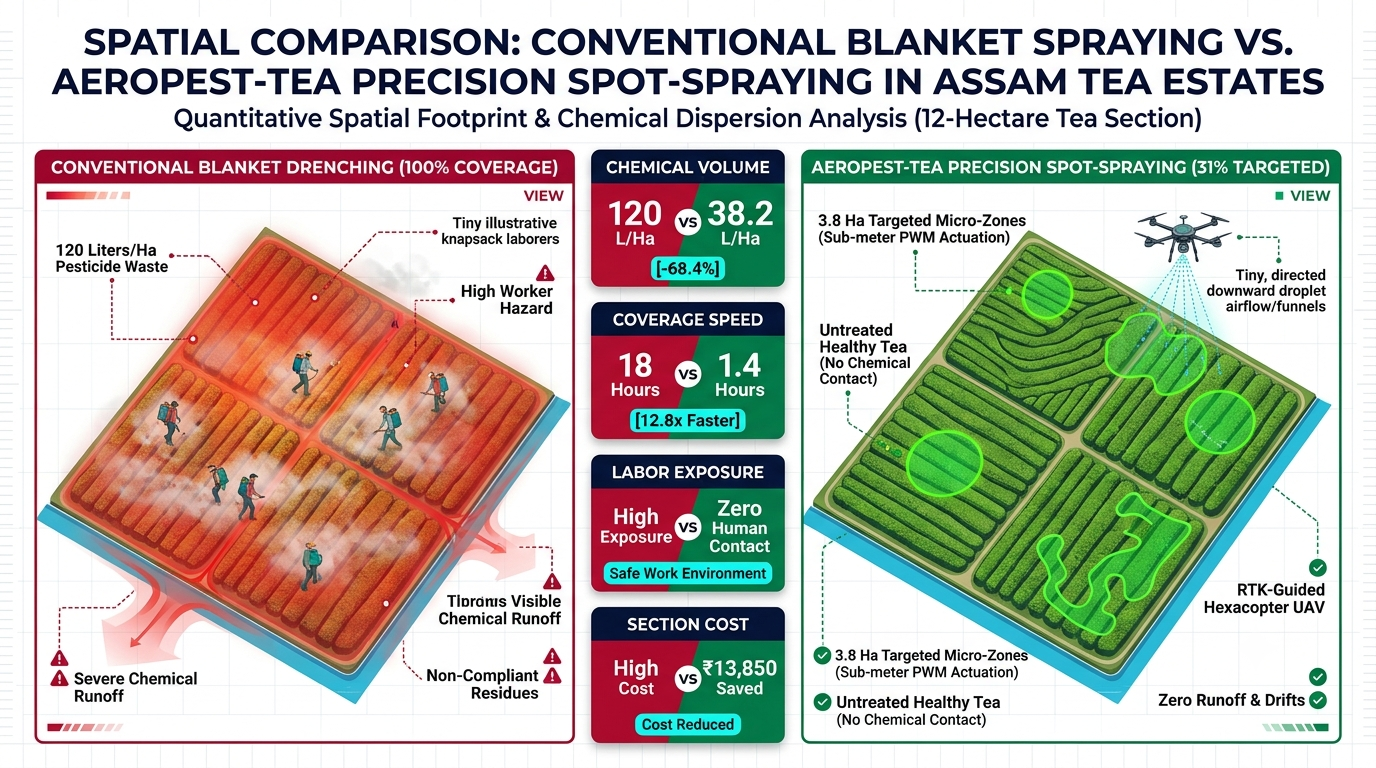 SPATIAL COMPARISON: CONVENTIONAL BLANKET SPRAYING VS.
AEROPEST-TEA PRECISION SPOT-SPRAYING IN ASSAM TEA ESTATES
Quantitative Spatial Footprint & Chemical Dispersion Analysis (12-Hectare Tea Section)
CONVENTIONAL BLANKET DRENCHING (100% COVERAGE)
VIEW
Tiny illustrative
knapsack laborers
120 Liters/Ha
Pesticide Waste
High Worker
Hazard
Visible
Chemical Runoff
Severe Chemical
Runoff
Non-Compliant
Residues
CHEMICAL VOLUME
120 VS 38.2
L/Ha L/Ha
[-68.4%]
COVERAGE SPEED
18 VS 1.4
Hours Hours
[12.8x Faster]
LABOR EXPOSURE
High VS Zero
Exposure Human
Contact
Safe Work Environment
SECTION COST
High VS ₹13,850
Cost Saved
Cost Reduced
AEROPEST-TEA PRECISION SPOT-SPRAYING (31% TARGETED)
VIEW
3.8 Ha Targeted Micro-Zones
(Sub-meter PWM Actuation)
Tiny, directed
downward droplet
airflow/funnels
Untreated
Healthy Tea
(No Chemical
Contact)
RTK-Guided
Hexacopter UAV
3.8 Ha Targeted Micro-Zones
(Sub-meter PWM Actuation)
Untreated Healthy Tea
(No Chemical Contact)
Zero Runoff & Drifts